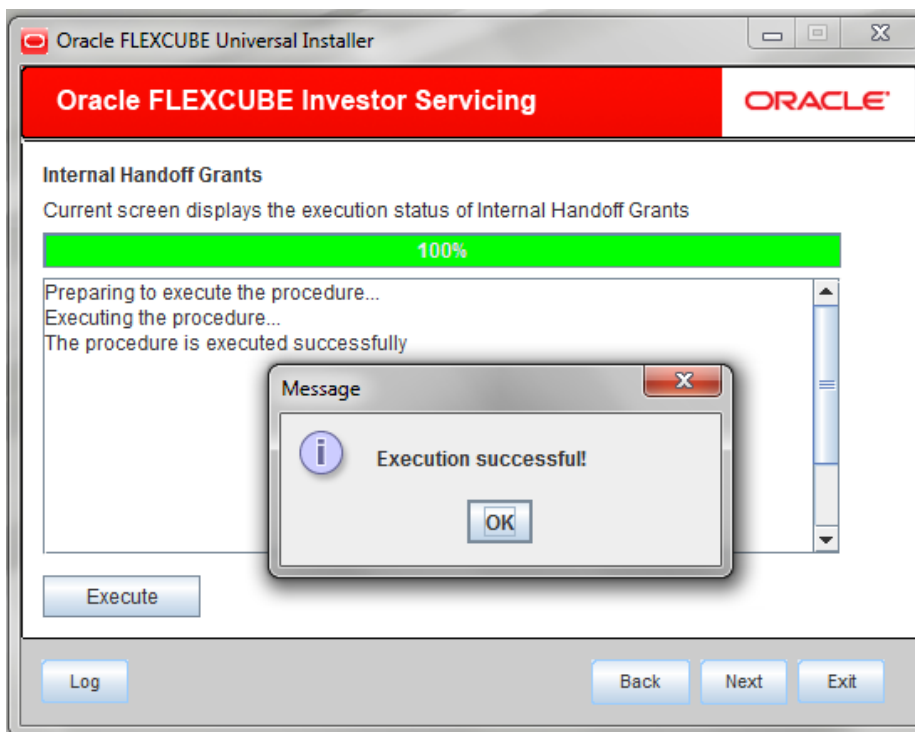 Oracle FLEXCUBE Universal Installer
Oracle FLEXCUBE Investor Servicing
ORACLE
Internal Handoff Grants
Current screen displays the execution status of Internal Handoff Grants
100%
Preparing to execute the procedure...
Executing the procedure...
The procedure is executed successfully
Message
Execution successful!
OK
Execute
Log Back Next Exit